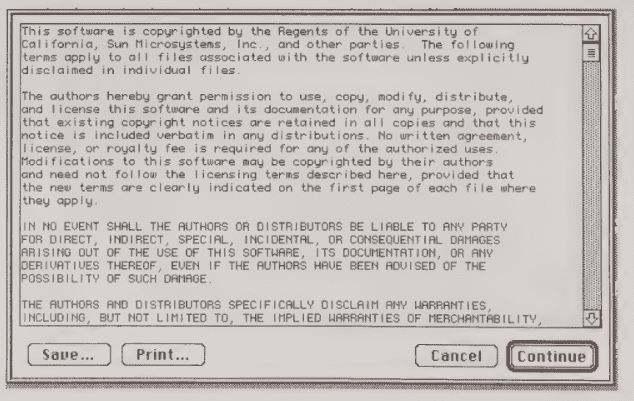 This software is copyrighted by the Regents of the University of
California, Sun Microsystems, Inc., and other parties.  The following
terms apply to all files associated with the software unless explicitly
disclaimed in individual files.

The authors hereby grant permission to use, copy, modify, distribute,
and license this software and its documentation for any purpose, provided
that existing copyright notices are retained in all copies and that this
notice is included verbatim in any distributions. No written agreement,
license, or royalty fee is required for any of the authorized uses.
Modifications to this software may be copyrighted by their authors
and need not follow the licensing terms described here, provided that
the new terms are clearly indicated on the first page of each file where
they apply.

IN NO EVENT SHALL THE AUTHORS OR DISTRIBUTORS BE LIABLE TO ANY PARTY
FOR DIRECT, INDIRECT, SPECIAL, INCIDENTAL, OR CONSEQUENTIAL DAMAGES
ARISING OUT OF THE USE OF THIS SOFTWARE, ITS DOCUMENTATION, OR ANY
DERIVATIVES THEREOF, EVEN IF THE AUTHORS HAVE BEEN ADVISED OF THE
POSSIBILITY OF SUCH DAMAGE.

THE AUTHORS AND DISTRIBUTORS SPECIFICALLY DISCLAIM ANY WARRANTIES,
INCLUDING, BUT NOT LIMITED TO, THE IMPLIED WARRANTIES OF MERCHANTABILITY,
Save... Print... Cancel Continue